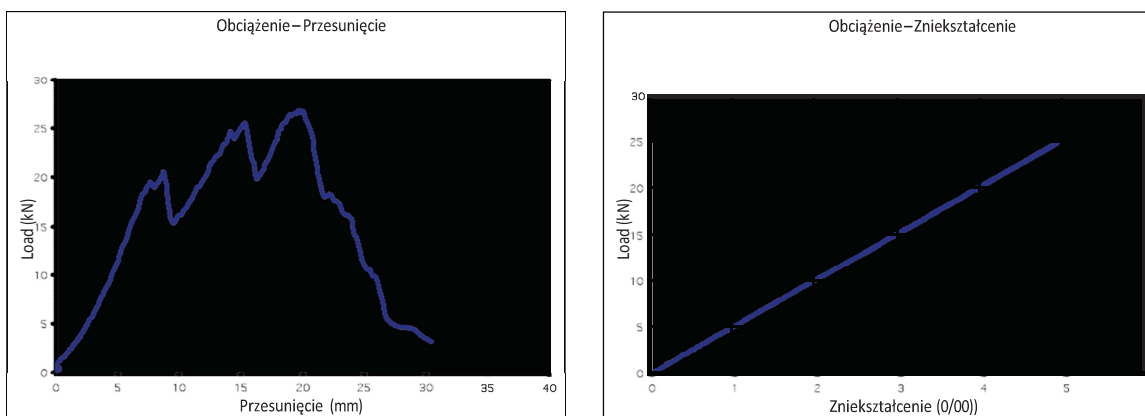 Obciążenie–Przesunięcie
30
25
20
15
10
5
0
Load (kN)
0 5 10 15 20 25 30 40
Przesunięcie (mm)
Obciążenie–Zniekształcenie
30
25
20
15
10
5
0
Load (kN)
0 1 2 3 4 5
Zniekształcenie (0/00))